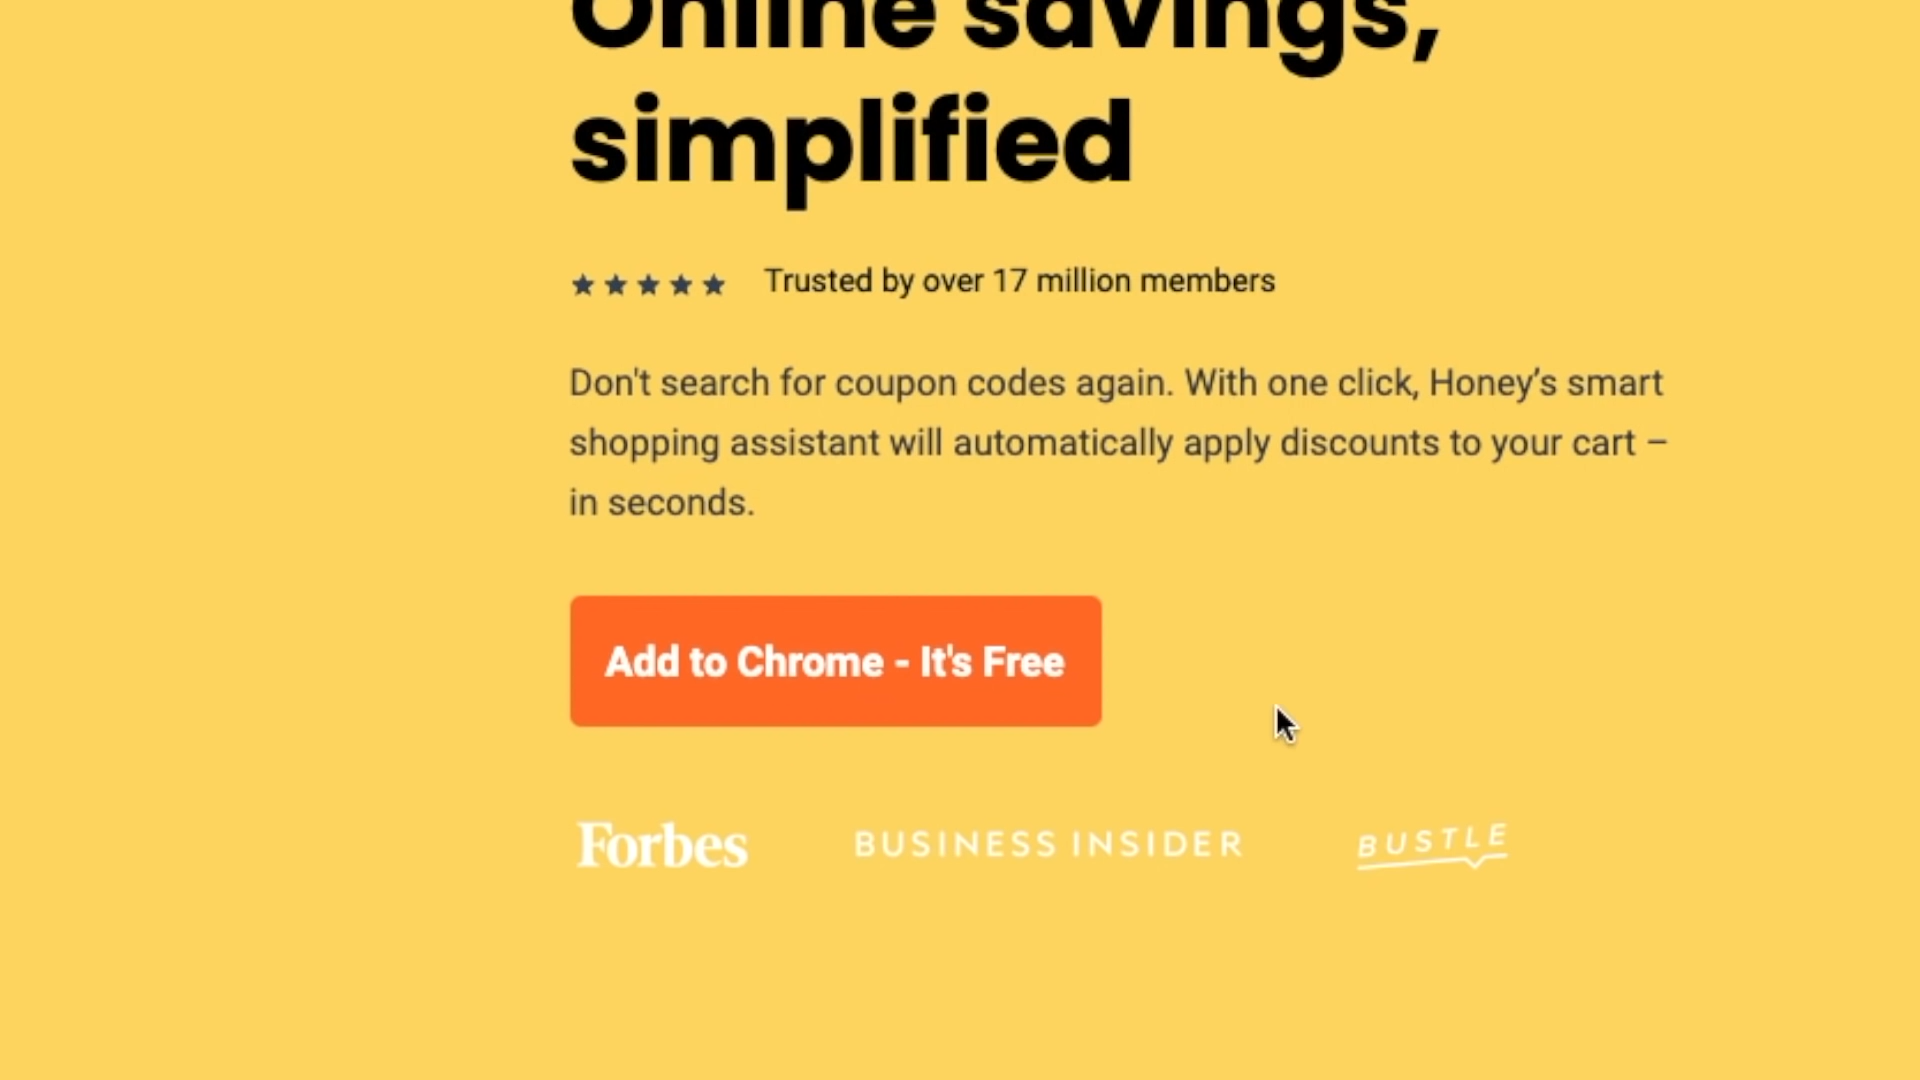 Online savings,
simplified
Trusted by over 17 million members
Don't search for coupon codes again. With one click, Honey’s smart
shopping assistant will automatically apply discounts to your cart –
in seconds.
Add to Chrome - It's Free
Forbes BUSINESS INSIDER BUSTLE